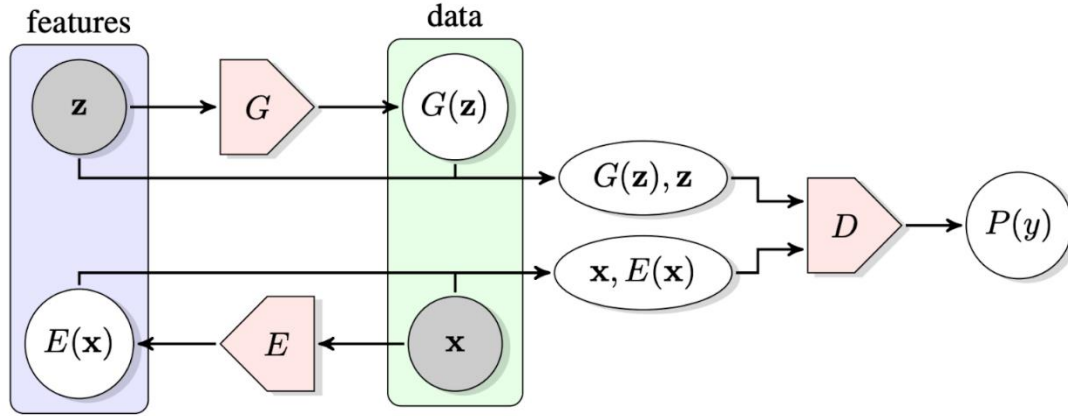 features
data
z
G
G(z)
G(z), z
D
P(y)
x, E(x)
E(x)
E
x